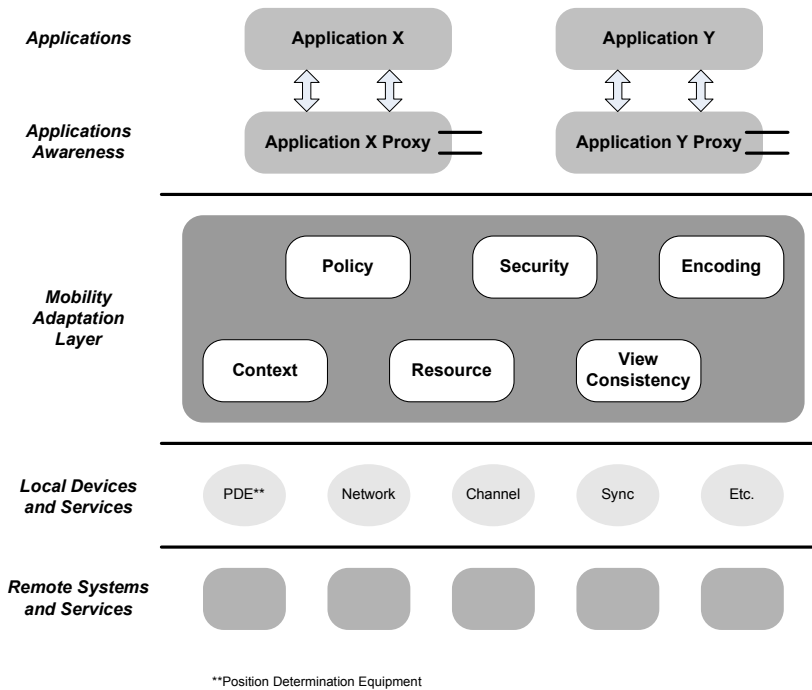 Applications
Application X
Application Y
Applications
Awareness
Application X Proxy
Application Y Proxy
Mobility
Adaptation
Layer
Policy
Security
Encoding
Context
Resource
View
Consistency
Local Devices
and Services
PDE**
Network
Channel
Sync
Etc.
Remote Systems
and Services
**Position Determination Equipment